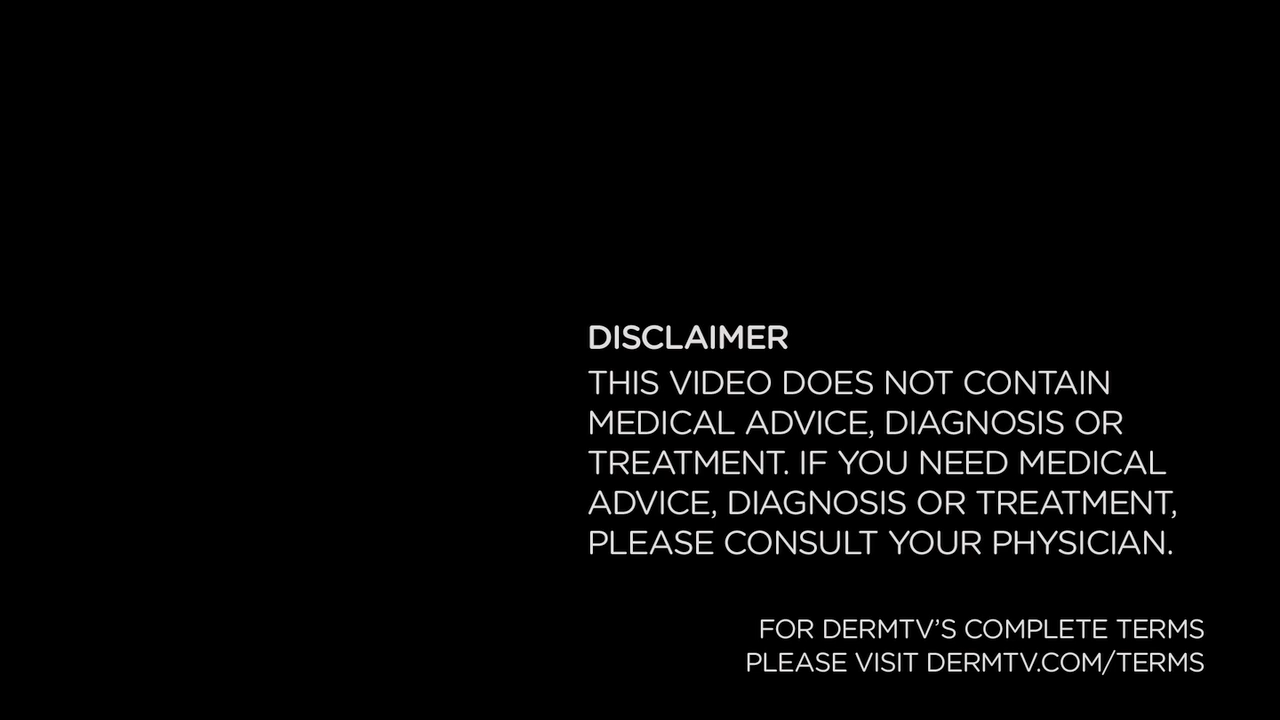 DISCLAIMER
THIS VIDEO DOES NOT CONTAIN
MEDICAL ADVICE, DIAGNOSIS OR
TREATMENT. IF YOU NEED MEDICAL
ADVICE, DIAGNOSIS OR TREATMENT,
PLEASE CONSULT YOUR PHYSICIAN.
FOR DERMTV’S COMPLETE TERMS
PLEASE VISIT DERMTV.COM/TERMS